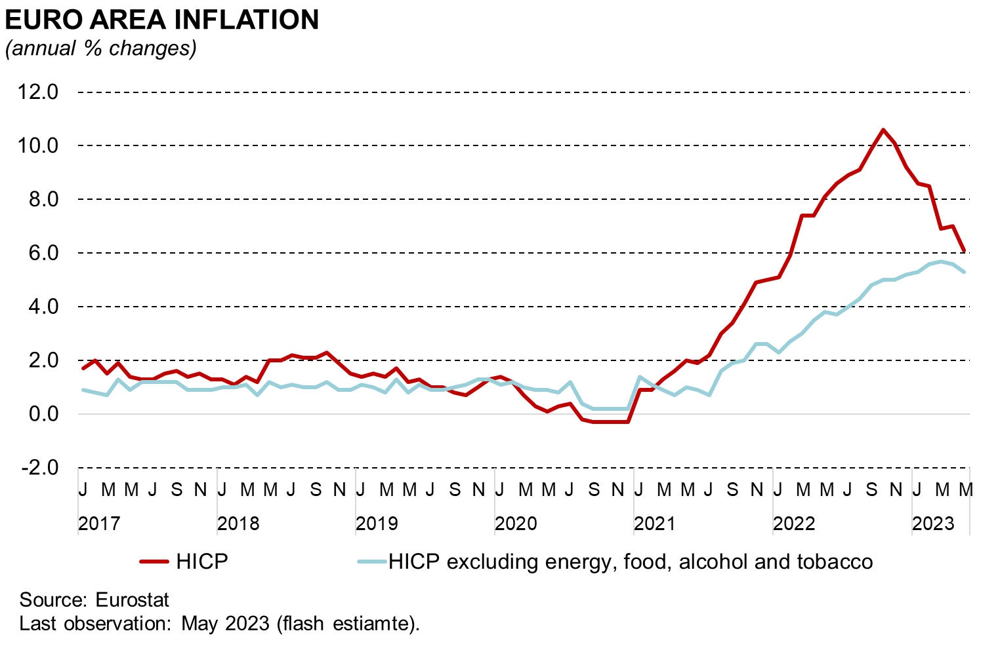 EURO AREA INFLATION
(annual % changes)
12.0
10.0
8.0
6.0
4.0
2.0
0.0
-2.0
J M M J S N J M M J S N J M M J S N J M M J S N J M M J S N J M M J S N J M M
2017 2018 2019 2020 2021 2022 2023
HICP HICP excluding energy, food, alcohol and tobacco
Source: Eurostat
Last observation: May 2023 (flash estiamte).